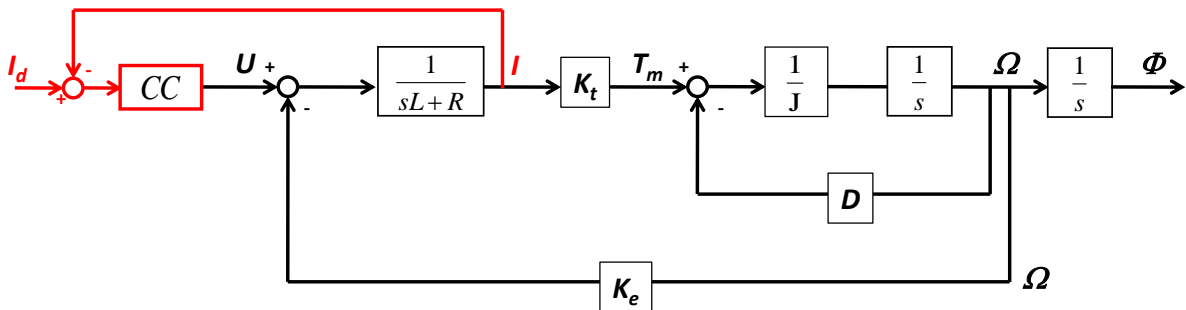 I_d
+
-
CC
U +
-
1
sL + R
I
K_t
T_m +
-
1
J
1
s
Ω
1
s
Φ
D
K_e
Ω